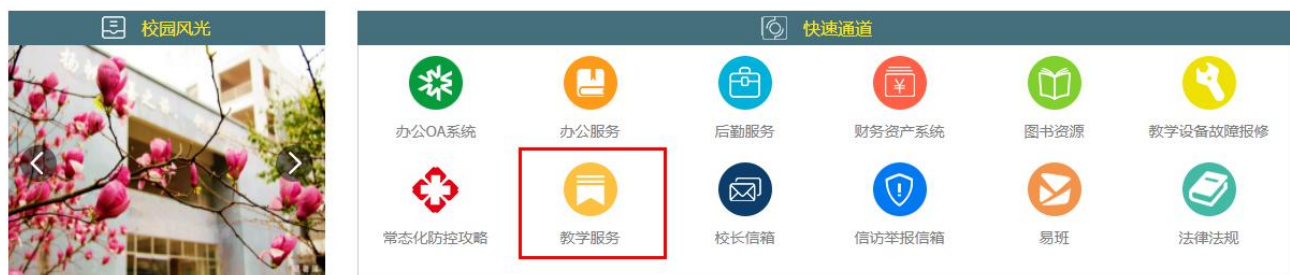 校园风光
快速通道
办公OA系统
办公服务
后勤服务
财务资产系统
图书资源
教学设备故障报修
常态化防控攻略
教学服务
校长信箱
信访举报信箱
易班
法律法规